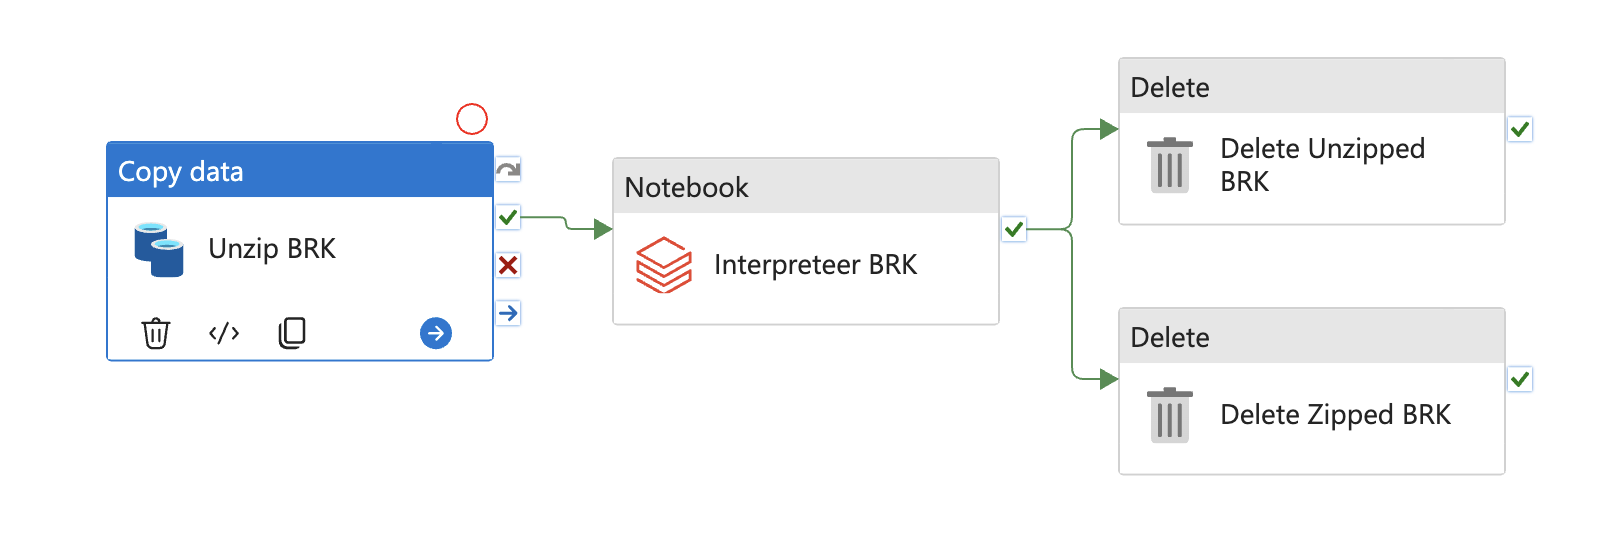 Copy data
Unzip BRK
Notebook
Interpreteer BRK
Delete
Delete Unzipped
BRK
Delete
Delete Zipped BRK